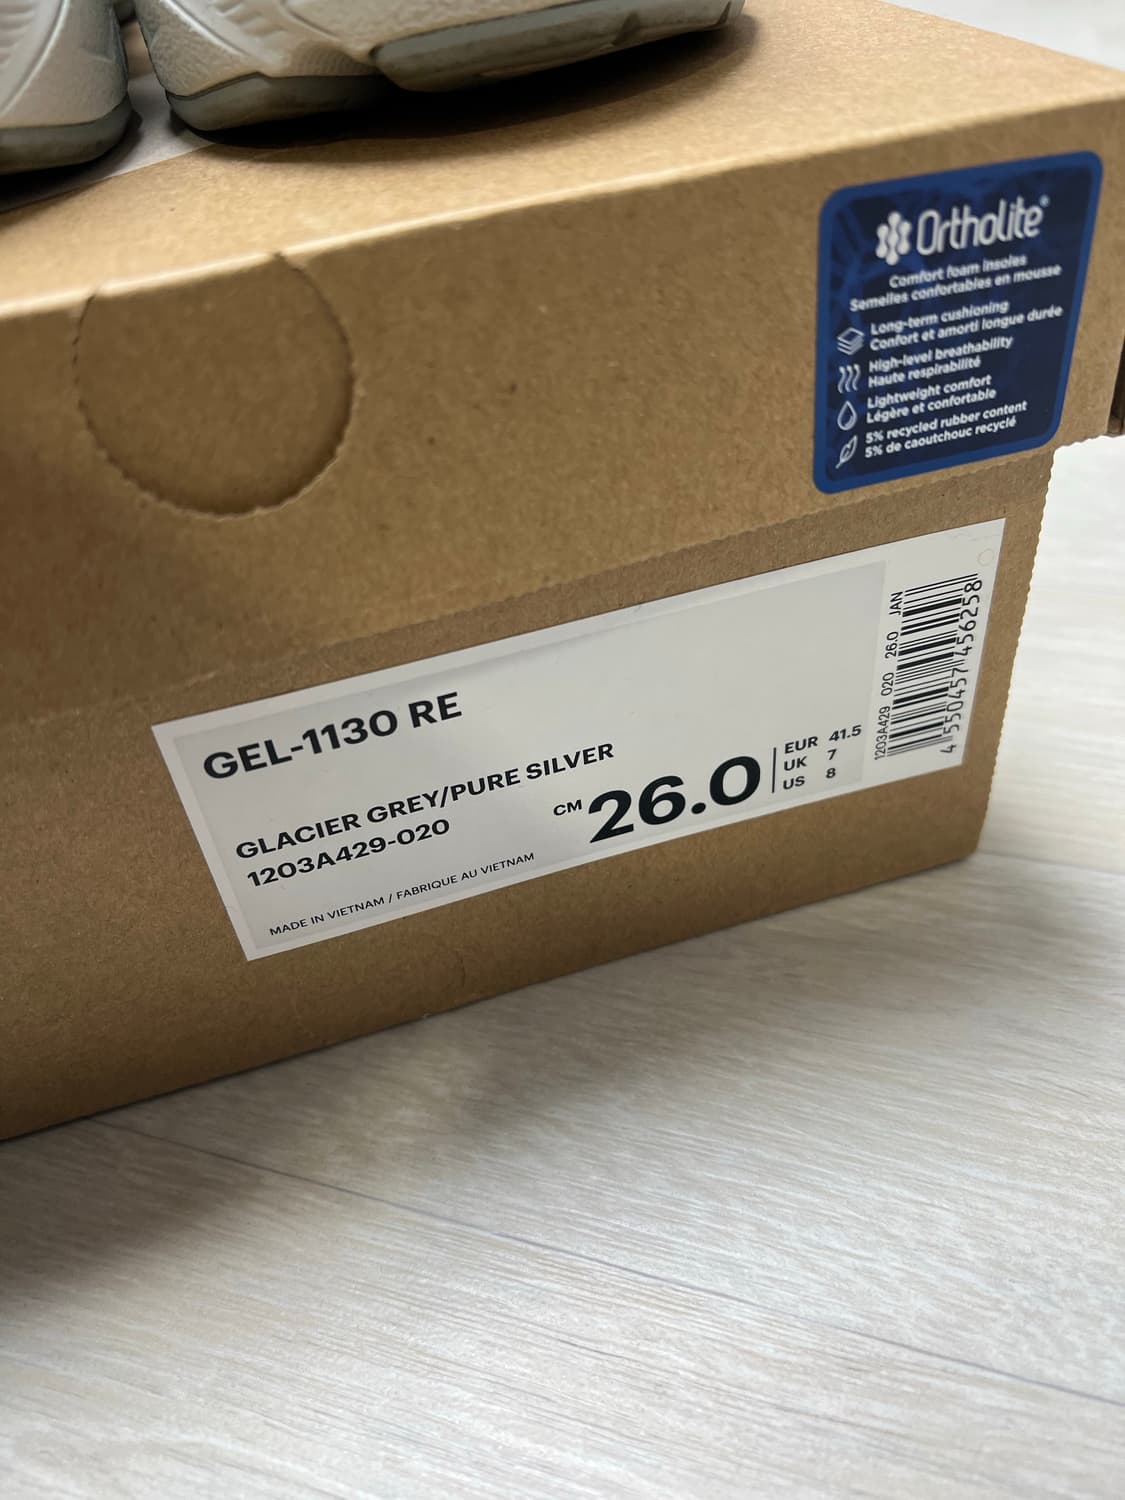 Ortholite®
Comfort foam insoles
Semelles confortables en mousse
Long-term cushioning
Confort et amorti longue durée
High-level breathability
Haute respirabilité
Lightweight comfort
Légère et confortable
5% recycled rubber content
5% de caoutchouc recyclé
GEL-1130 RE
GLACIER GREY/PURE SILVER
1203A429-020
CM 26.0
EUR 41.5
UK 7
US 8
MADE IN VIETNAM / FABRIQUE AU VIETNAM
1203A429 020 26.0 JAN
4 550457 456258